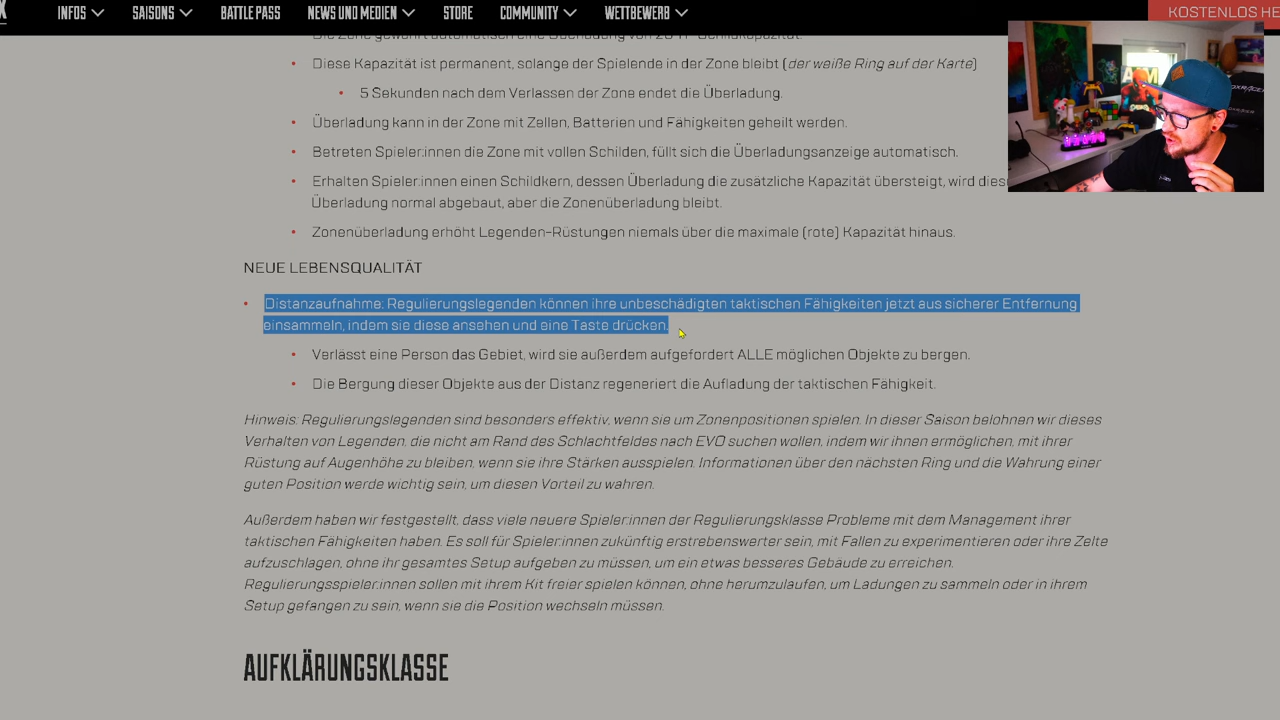 X
INFOS
SAISONS
BATTLE PASS
NEWS UND MEDIEN
STORE
COMMUNITY
WETTBEWERB
KOSTENLOS HE
Die Zone gewährt automatisch eine Überladung von 25 TP Schildkapazität.
• Diese Kapazität ist permanent, solange der Spielende in der Zone bleibt (der weiße Ring auf der Karte)
• 5 Sekunden nach dem Verlassen der Zone endet die Überladung.
• Überladung kann in der Zone mit Zellen, Batterien und Fähigkeiten geheilt werden.
• Betreten Spieler:innen die Zone mit vollen Schilden, füllt sich die Überladungsanzeige automatisch.
• Erhalten Spieler:innen einen Schildkern, dessen Überladung die zusätzliche Kapazität übersteigt, wird dies
Überladung normal abgebaut, aber die Zonenüberladung bleibt.
• Zonenüberladung erhöht Legenden-Rüstungen niemals über die maximale (rote) Kapazität hinaus.
NEUE LEBENSQUALITÄT
• Distanzaufnahme: Regulierungslegenden können ihre unbeschädigten taktischen Fähigkeiten jetzt aus sicherer Entfernung
einsammeln, indem sie diese ansehen und eine Taste drücken.
• Verlässt eine Person das Gebiet, wird sie außerdem aufgefordert ALLE möglichen Objekte zu bergen.
• Die Bergung dieser Objekte aus der Distanz regeneriert die Aufladung der taktischen Fähigkeit.
Hinweis: Regulierungslegenden sind besonders effektiv, wenn sie um Zonenpositionen spielen. In dieser Saison belohnen wir dieses
Verhalten von Legenden, die nicht am Rand des Schlachtfeldes nach EVO suchen wollen, indem wir ihnen ermöglichen, mit ihrer
Rüstung auf Augenhöhe zu bleiben, wenn sie ihre Stärken ausspielen. Informationen über den nächsten Ring und die Wahrung einer
guten Position werde wichtig sein, um diesen Vorteil zu wahren.
Außerdem haben wir festgestellt, dass viele neuere Spieler:innen der Regulierungsklasse Probleme mit dem Management ihrer
taktischen Fähigkeiten haben. Es soll für Spieler:innen zukünftig erstrebenswerter sein, mit Fallen zu experimentieren oder ihre Zelte
aufzuschlagen, ohne ihr gesamtes Setup aufgeben zu müssen, um ein etwas besseres Gebäude zu erreichen.
Regulierungsspieler:innen sollen mit ihrem Kit freier spielen können, ohne herumzulaufen, um Ladungen zu sammeln oder in ihrem
Setup gefangen zu sein, wenn sie die Position wechseln müssen.
AUFKLÄRUNGSKLASSE